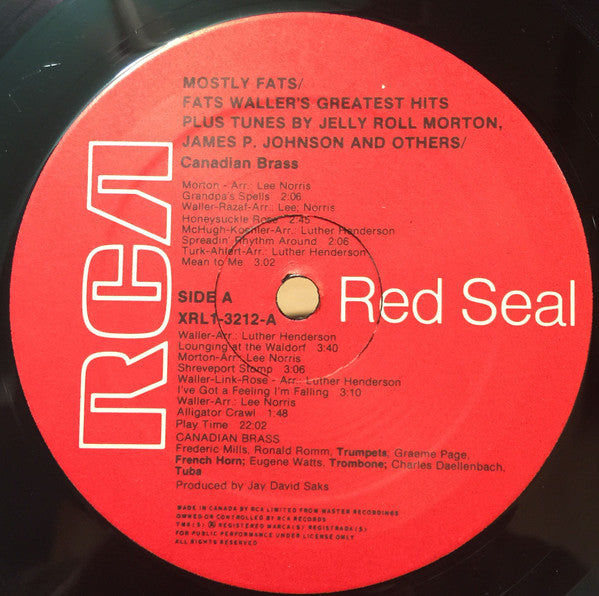 RCA
MOSTLY FATS/
FATS WALLER'S GREATEST HITS
PLUS TUNES BY JELLY ROLL MORTON,
JAMES P. JOHNSON AND OTHERS/
Canadian Brass
Morton - Arr.: Lee Norris
Grandpa's Spells 2:06
Waller-Razaf-Arr.: Lee; Norris
Honeysuckle Rose 2:45
McHugh-Koehler-Arr.: Luther Henderson
Spreadin' Rhythm Around 2:06
Turk-Ahlert-Arr.: Luther Henderson
Mean to Me 3:02
SIDE A
XRL1-3212-A
Red Seal
Waller-Arr.: Luther Henderson
Lounging at the Waldorf 3:40
Morton-Arr.: Lee Norris
Shreveport Stomp 3:06
Waller-Link-Rose - Arr.: Luther Henderson
I've Got a Feeling I'm Falling 3:10
Waller-Arr.: Lee Norris
Alligator Crawl 1:48
Play Time 22:02
CANADIAN BRASS
Frederic Mills, Ronald Romm, Trumpets; Graeme Page,
French Horn; Eugene Watts, Trombone; Charles Daellenbach,
Tuba
Produced by Jay David Saks
MADE IN CANADA BY RCA LIMITED FROM MASTER RECORDINGS
OWNED OR CONTROLLED BY RCA RECORDS
TMK(S) ® REGISTERED MARCA(S) REGISTRADA(S)
FOR PUBLIC PERFORMANCE UNDER LICENSE ONLY
ALL RIGHTS RESERVED